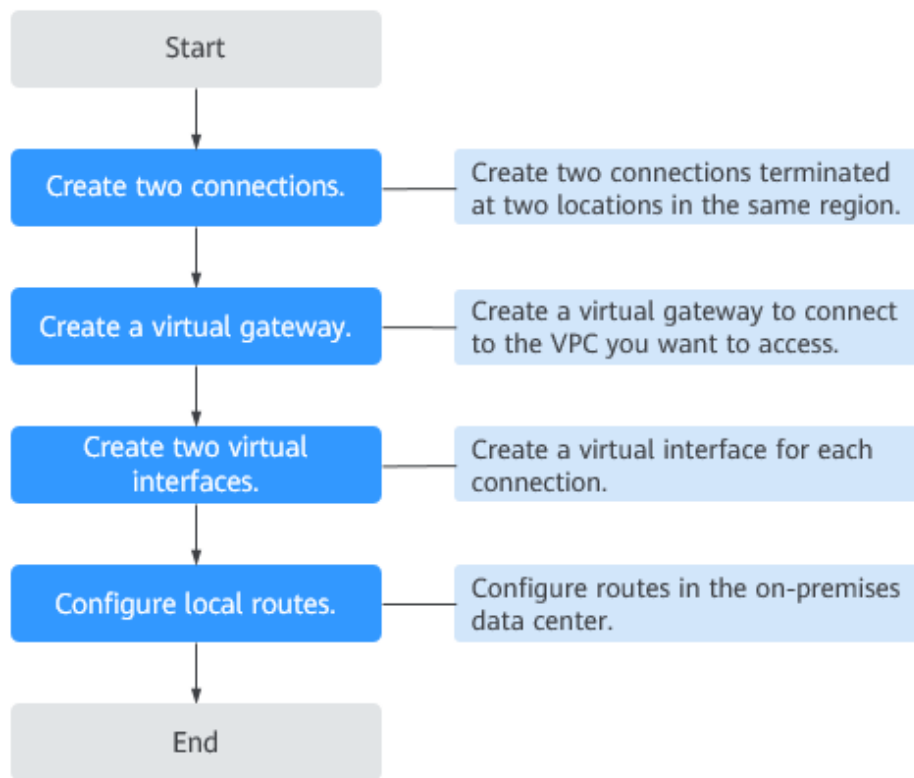 Start
Create two connections.
Create two connections terminated
at two locations in the same region.
Create a virtual gateway.
Create a virtual gateway to connect
to the VPC you want to access.
Create two virtual
interfaces.
Create a virtual interface for each
connection.
Configure local routes.
Configure routes in the on-premises
data center.
End